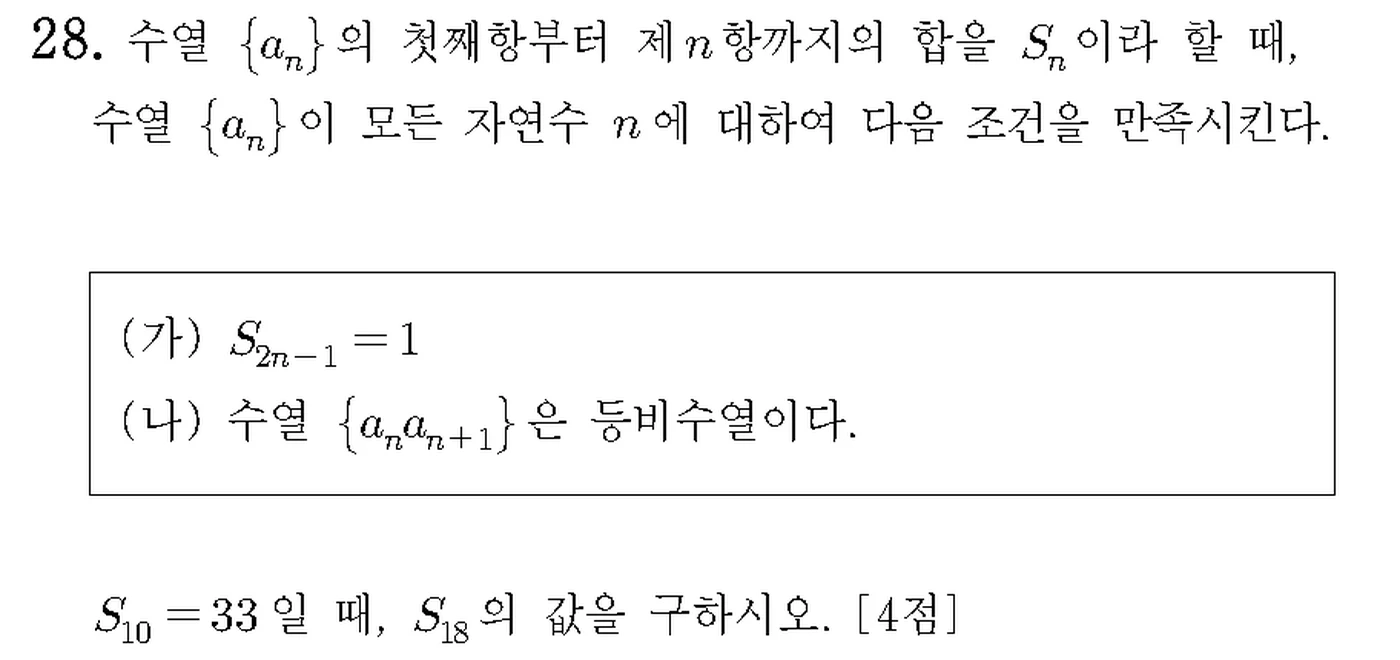 28. 수열 {aₙ}의 첫째항부터 제n항까지의 합을 Sₙ이라 할 때,
수열 {aₙ}이 모든 자연수 n에 대하여 다음 조건을 만족시킨다.
(가) S₂ₙ₋₁ = 1
(나) 수열 {aₙaₙ₊₁}은 등비수열이다.
S₁₀ = 33일 때, S₁₈의 값을 구하시오. [4점]